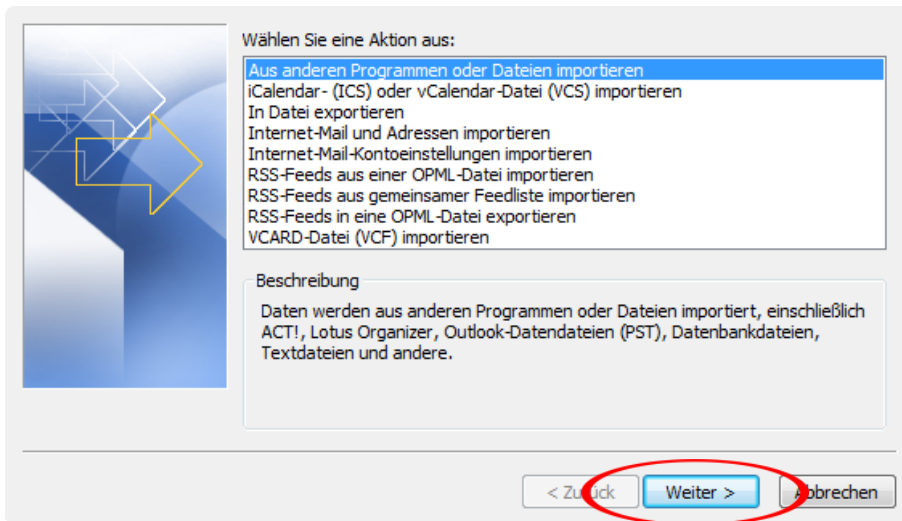 Wählen Sie eine Aktion aus:
Aus anderen Programmen oder Dateien importieren
iCalendar- (ICS) oder vCalendar-Datei (VCS) importieren
In Datei exportieren
Internet-Mail und Adressen importieren
Internet-Mail-Kontoeinstellungen importieren
RSS-Feeds aus einer OPML-Datei importieren
RSS-Feeds aus gemeinsamer Feedliste importieren
RSS-Feeds in eine OPML-Datei exportieren
VCARD-Datei (VCF) importieren
Beschreibung
Daten werden aus anderen Programmen oder Dateien importiert, einschließlich
ACT!, Lotus Organizer, Outlook-Datendateien (PST), Datenbankdateien,
Textdateien und andere.
< Zurück Weiter > Abbrechen